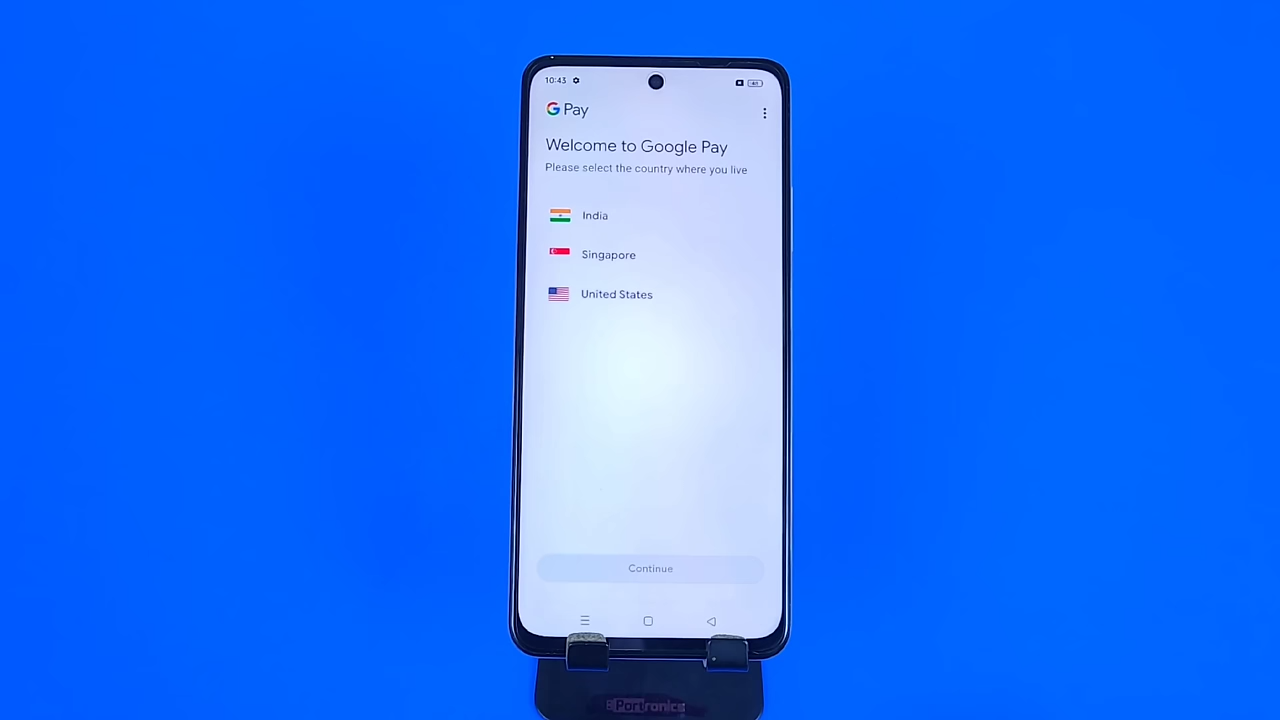 10:43
G Pay
Welcome to Google Pay
Please select the country where you live
India
Singapore
United States
Continue
Portronics